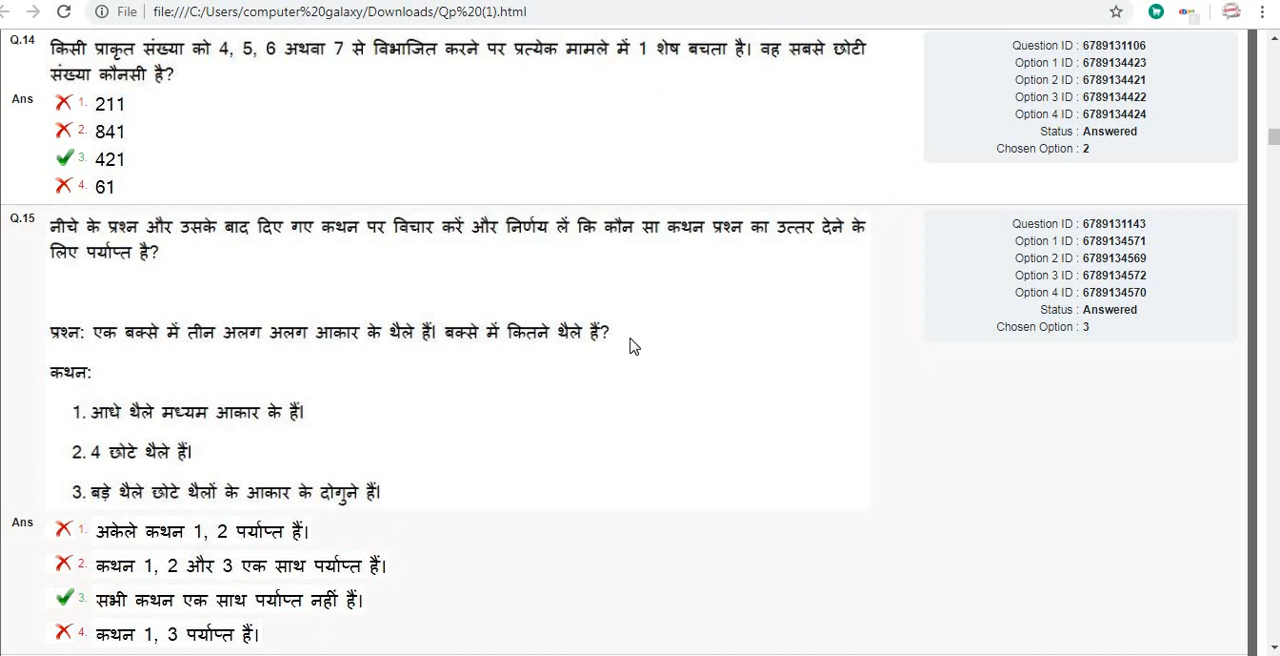 File file:///C:/Users/computer%20galaxy/Downloads/Qp%20(1).html
Q.14 किसी प्राकृत संख्या को 4, 5, 6 अथवा 7 से विभाजित करने पर प्रत्येक मामले में 1 शेष बचता है। वह सबसे छोटी
संख्या कौनसी है?
Ans 1. 211
2. 841
3. 421
4. 61
Question ID : 6789131106
Option 1 ID : 6789134423
Option 2 ID : 6789134421
Option 3 ID : 6789134422
Option 4 ID : 6789134424
Status : Answered
Chosen Option : 2
Q.15 नीचे के प्रश्न और उसके बाद दिए गए कथन पर विचार करें और निर्णय लें कि कौन सा कथन प्रश्न का उत्तर देने के
लिए पर्याप्त है?
प्रश्न: एक बक्से में तीन अलग अलग आकार के थैले हैं। बक्से में कितने थैले हैं?
कथन:
1. आधे थैले मध्यम आकार के हैं।
2. 4 छोटे थैले हैं।
3. बड़े थैले छोटे थैलों के आकार के दोगुने हैं।
Ans 1. अकेले कथन 1, 2 पर्याप्त हैं।
2. कथन 1, 2 और 3 एक साथ पर्याप्त हैं।
3. सभी कथन एक साथ पर्याप्त नहीं हैं।
4. कथन 1, 3 पर्याप्त हैं।
Question ID : 6789131143
Option 1 ID : 6789134571
Option 2 ID : 6789134569
Option 3 ID : 6789134572
Option 4 ID : 6789134570
Status : Answered
Chosen Option : 3